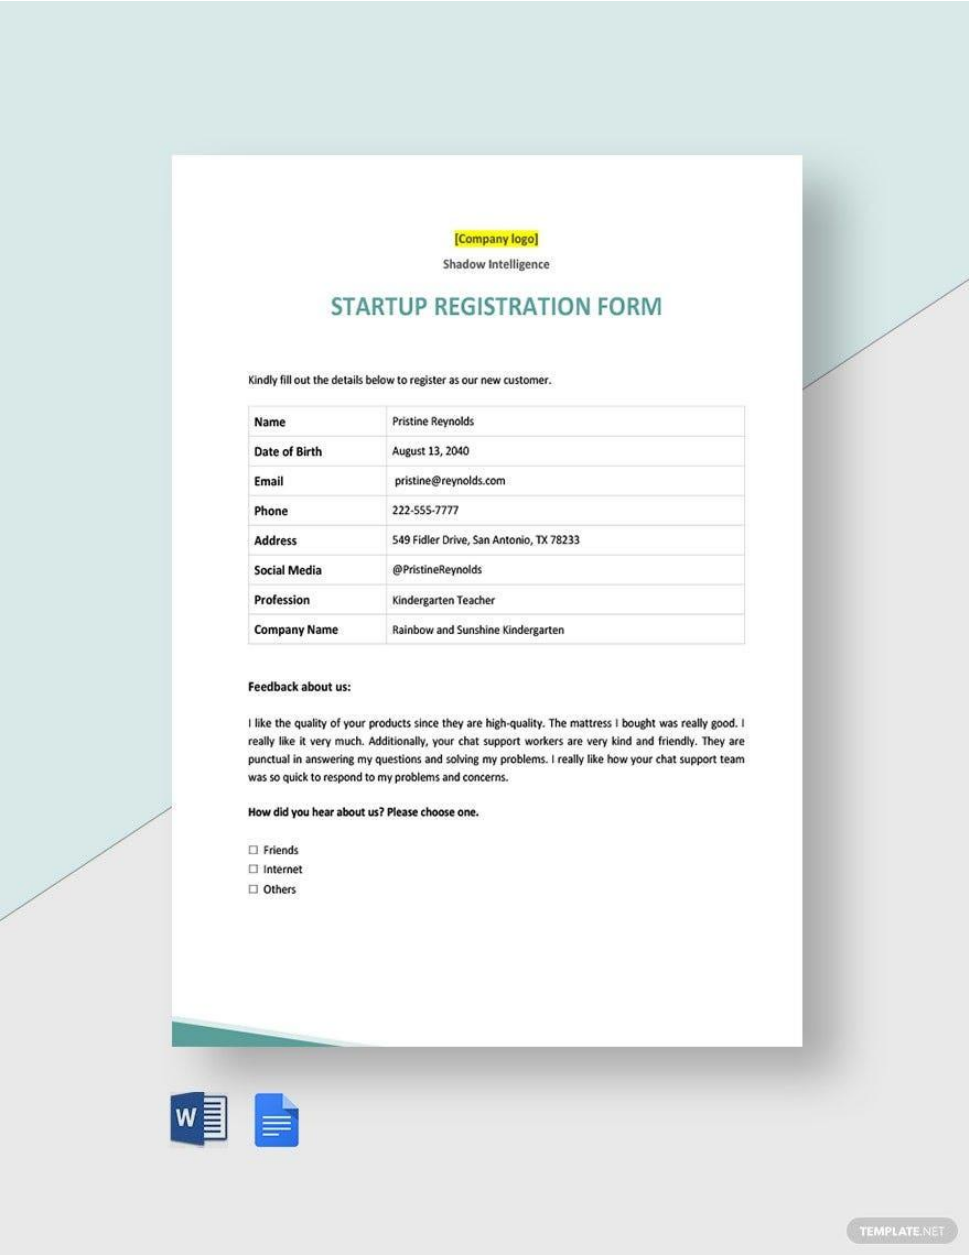 [Company logo]
Shadow Intelligence
STARTUP REGISTRATION FORM
Kindly fill out the details below to register as our new customer.
Name Pristine Reynolds
Date of Birth August 13, 2040
Email pristine@reynolds.com
Phone 222-555-7777
Address 549 Fidler Drive, San Antonio, TX 78233
Social Media @PristineReynolds
Profession Kindergarten Teacher
Company Name Rainbow and Sunshine Kindergarten
Feedback about us:
I like the quality of your products since they are high-quality. The mattress I bought was really good. I
really like it very much. Additionally, your chat support workers are very kind and friendly. They are
punctual in answering my questions and solving my problems. I really like how your chat support team
was so quick to respond to my problems and concerns.
How did you hear about us? Please choose one.
☐ Friends
☐ Internet
☐ Others
W
TEMPLATE.NET